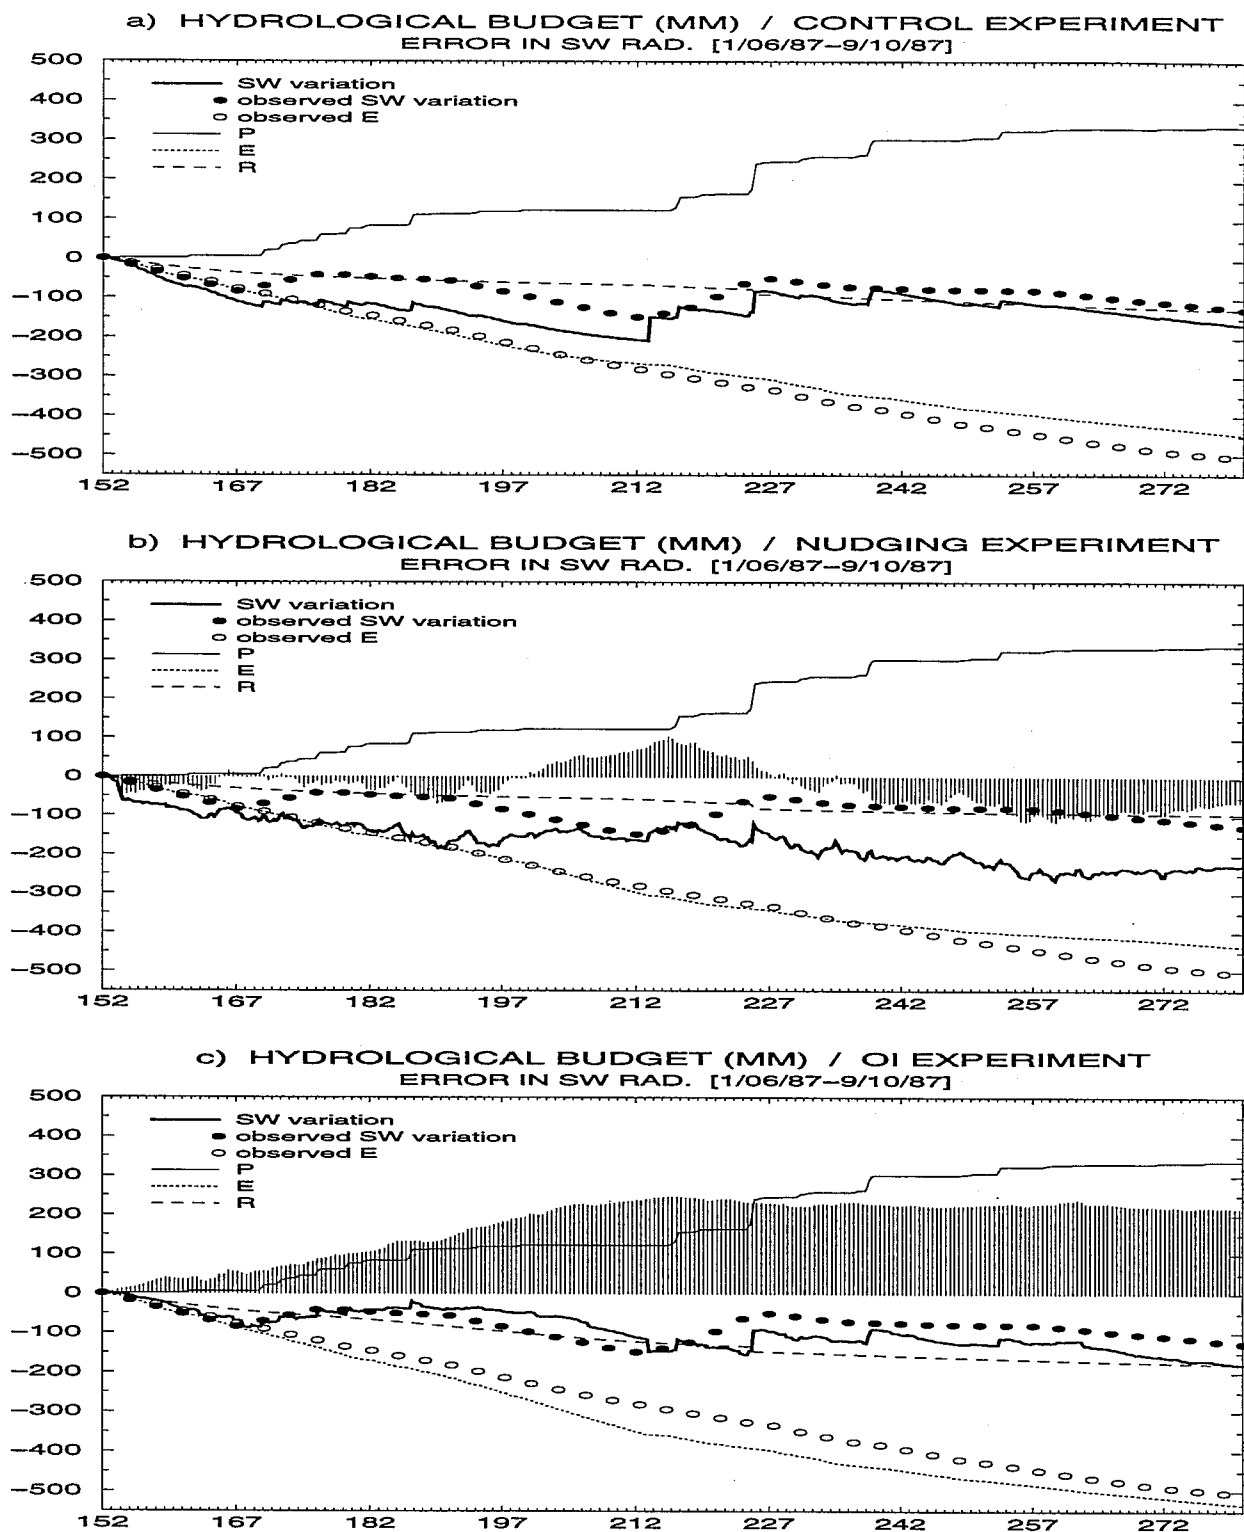 a) HYDROLOGICAL BUDGET (MM) / CONTROL EXPERIMENT
ERROR IN SW RAD. [1/06/87–9/10/87]
500
400
300
200
100
0
−100
−200
−300
−400
−500
SW variation
observed SW variation
observed E
P
E
R
152 167 182 197 212 227 242 257 272
b) HYDROLOGICAL BUDGET (MM) / NUDGING EXPERIMENT
ERROR IN SW RAD. [1/06/87–9/10/87]
500
400
300
200
100
0
−100
−200
−300
−400
−500
SW variation
observed SW variation
observed E
P
E
R
152 167 182 197 212 227 242 257 272
c) HYDROLOGICAL BUDGET (MM) / OI EXPERIMENT
ERROR IN SW RAD. [1/06/87–9/10/87]
500
400
300
200
100
0
−100
−200
−300
−400
−500
SW variation
observed SW variation
observed E
P
E
R
152 167 182 197 212 227 242 257 272